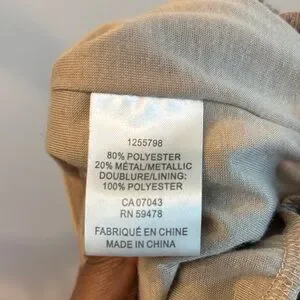 1255798
80% POLYESTER
20% MÉTAL/METALLIC
DOUBLURE/LINING:
100% POLYESTER
CA 07043
RN 59478
FABRIQUÉ EN CHINE
MADE IN CHINA